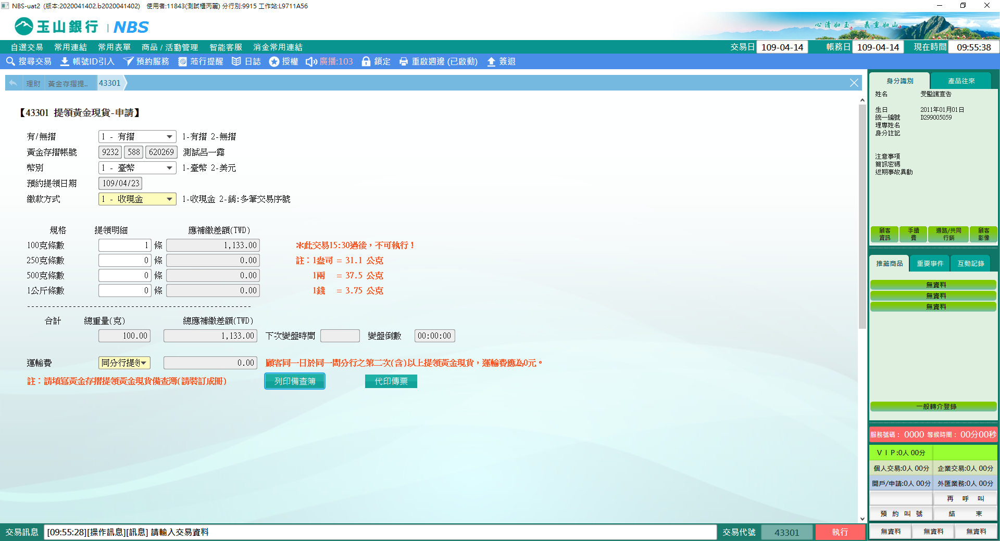 NBS-uat2 (版本:2020041402.b2020041402) 使用者:11843(測試櫃丙麗) 分行別:9915 工作站:L9711A56
玉山銀行 | NBS
心清如玉。 義重如山。
自選交易 常用連結 常用表單 商品 / 活動管理 智能客服 消金常用連結 交易日 109-04-14 帳務日 109-04-14 現在時間 09:55:38
搜尋交易 帳號ID引入 預約服務 蒞行提醒 日誌 授權 廣播:103 鎖定 重啟週邊 (已啟動) 簽退
理財 黃金存摺提.. 43301
【43301 提領黃金現貨-申請】
有/無摺 1 - 有摺 1-有摺 2-無摺
黃金存摺帳號 9232 588 620269 測試呂一露
幣別 1 - 臺幣 1-臺幣 2-美元
預約提領日期 109/04/23
繳款方式 1 - 收現金 1-收現金 2-銷:多筆交易序號
規格 提領明細 應補繳差額(TWD)
100克條數 1 條 1,133.00 ＊此交易15:30過後，不可執行！
250克條數 0 條 0.00 註：1盎司 = 31.1 公克
500克條數 0 條 0.00 1兩 = 37.5 公克
1公斤條數 0 條 0.00 1錢 = 3.75 公克
------------------------------------------------------
合計 總重量(克) 總應補繳差額(TWD)
100.00 1,133.00 下次變盤時間 變盤倒數 00:00:00
運輸費 同分行提領 0.00 顧客同一日於同一間分行之第二次(含)以上提領黃金現貨，運輸費應為0元。
註：請填寫黃金存摺提領黃金現貨備查簿(請裝訂成冊) 列印備查簿 代印傳票
交易訊息 [09:55:28][操作訊息][訊息] 請輸入交易資料 交易代號 43301 執行
身分識別 產品往來
姓名 受監護宣告
生日 2011年01月01日
統一編號 D299005059
理專姓名
身分註記
注意事項
簡訊密碼
近期事故異動
顧客資訊 手續費 通路/共同行銷 顧客影像
推薦商品 重要事件 互動記錄
無資料
無資料
無資料
一般轉介登錄
服務號碼： 0000 等候時間： 00分00秒
ＶＩＰ:0人 00分
個人交易:0人 00分 企業交易:0人 00分
開戶/申請:0人 00分 外匯業務:0人 00分
再 呼 叫
預 約 叫 號 結 束
無資料 無資料 無資料